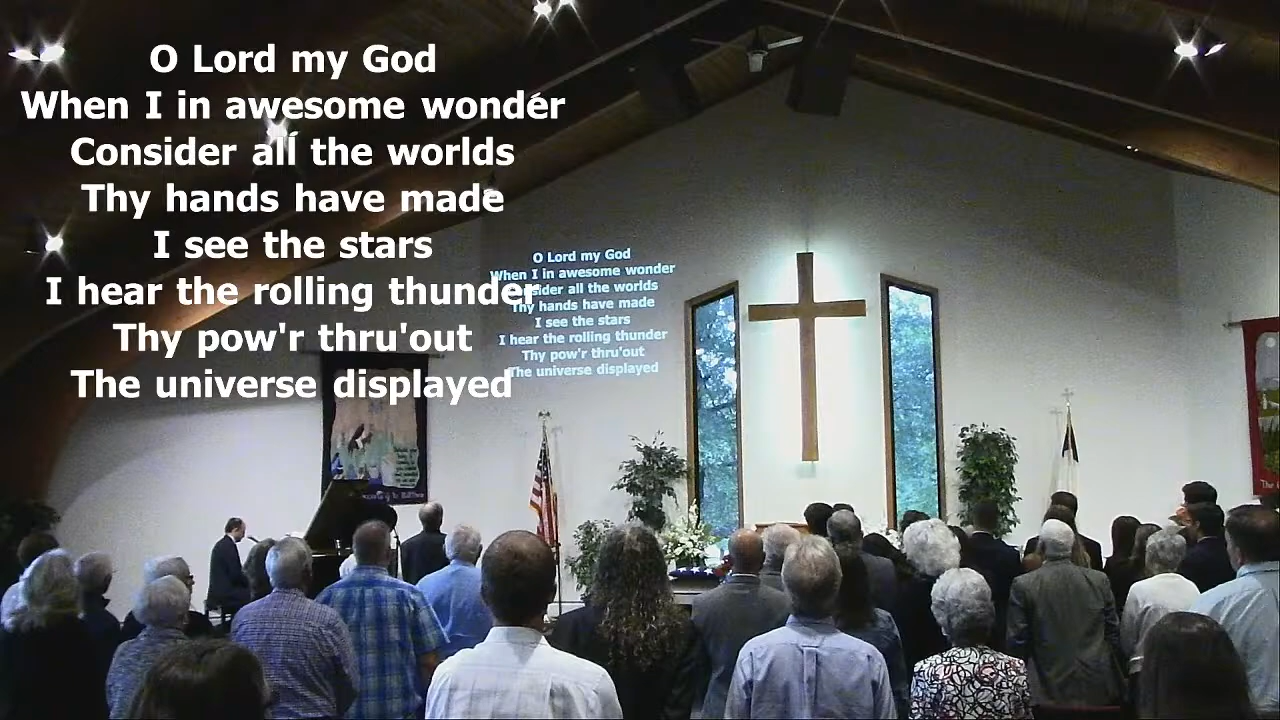 O Lord my God
When I in awesome wonder
Consider all the worlds
Thy hands have made
I see the stars
I hear the rolling thunder
Thy pow'r thru'out
The universe displayed
O Lord my God
When I in awesome wonder
Consider all the worlds
Thy hands have made
I see the stars
I hear the rolling thunder
Thy pow'r thru'out
The universe displayed